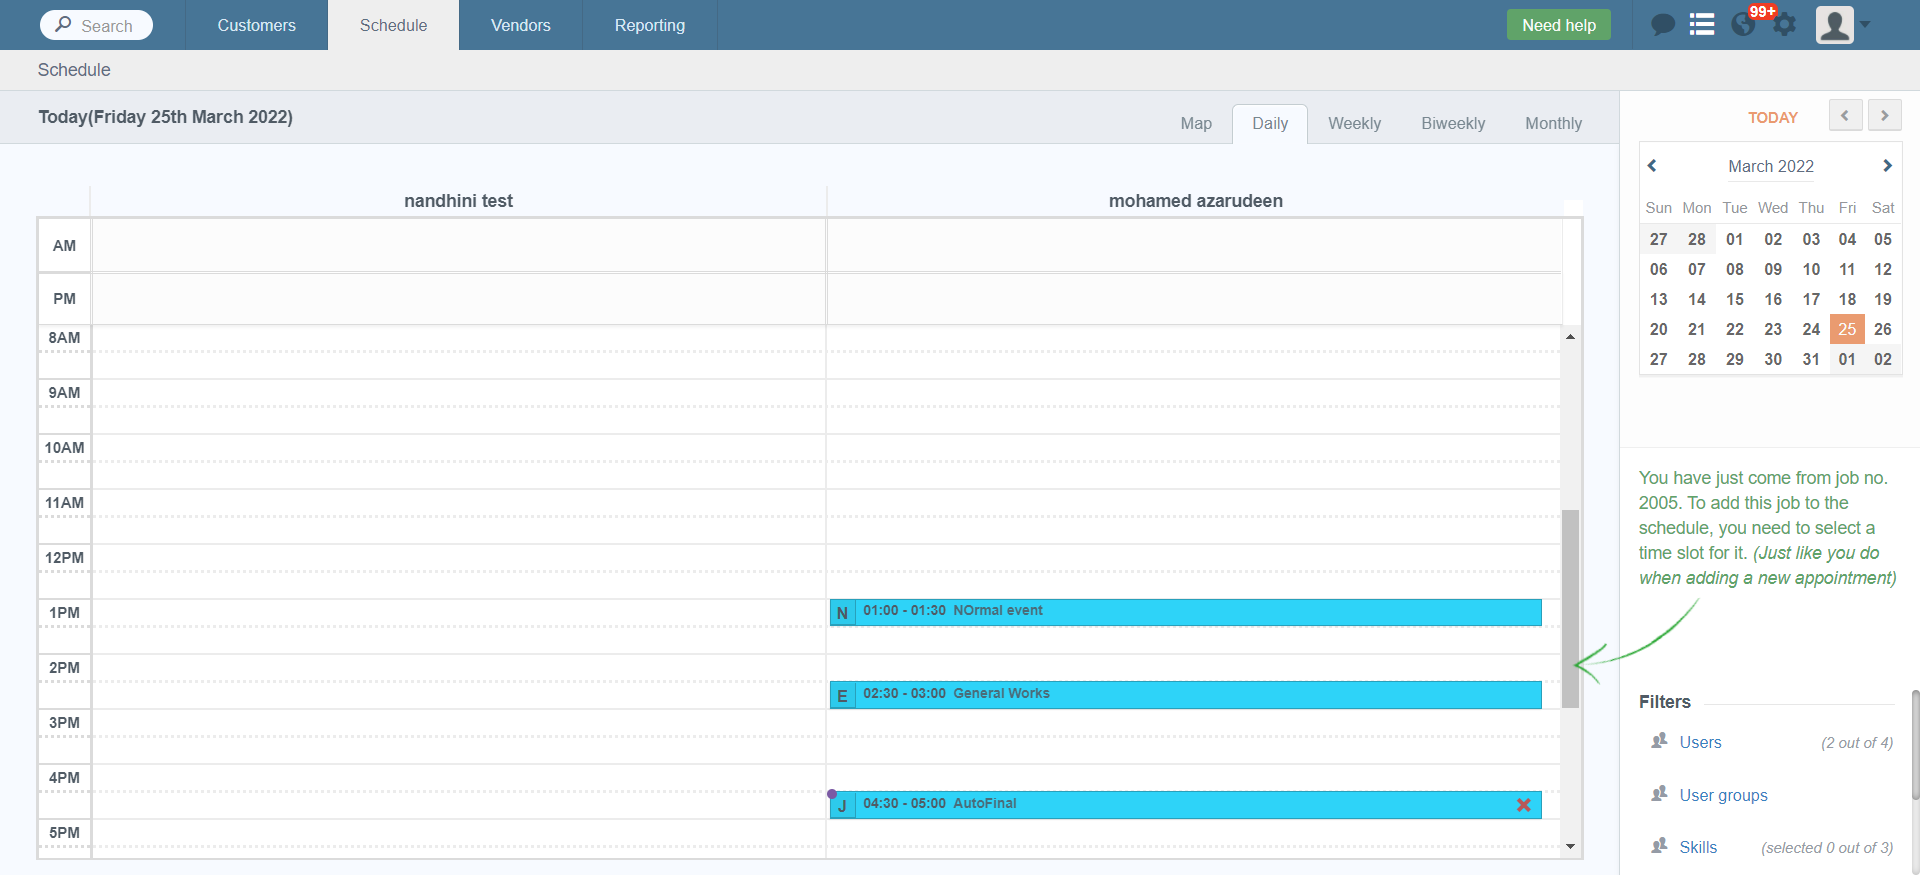 Search
Customers
Schedule
Vendors
Reporting
Need help
99+
Schedule
Today(Friday 25th March 2022)
Map
Daily
Weekly
Biweekly
Monthly
nandhini test
mohamed azarudeen
AM
PM
8AM
9AM
10AM
11AM
12PM
1PM
N 01:00 - 01:30 NOrmal event
2PM
E 02:30 - 03:00 General Works
3PM
4PM
J 04:30 - 05:00 AutoFinal
5PM
TODAY
March 2022
Sun Mon Tue Wed Thu Fri Sat
27 28 01 02 03 04 05
06 07 08 09 10 11 12
13 14 15 16 17 18 19
20 21 22 23 24 25 26
27 28 29 30 31 01 02
You have just come from job no.
2005. To add this job to the
schedule, you need to select a
time slot for it. (Just like you do
when adding a new appointment)
Filters
Users (2 out of 4)
User groups
Skills (selected 0 out of 3)